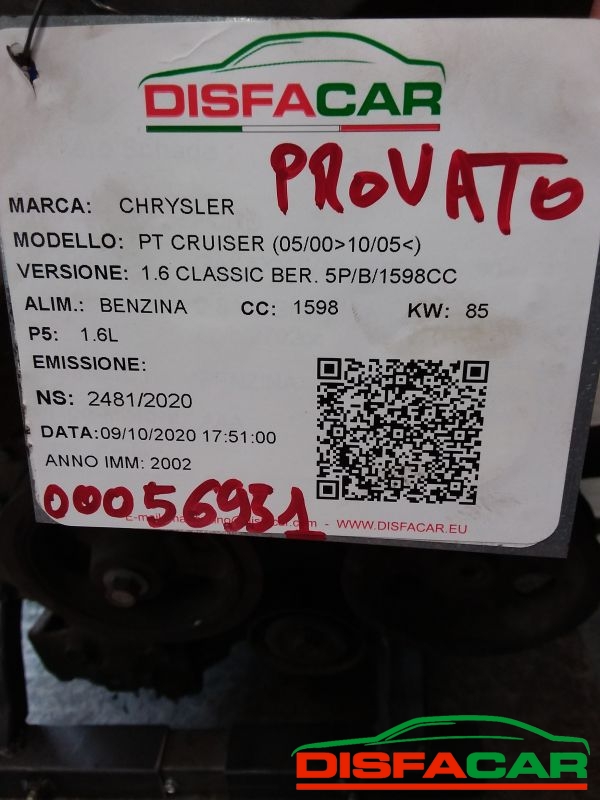 DISFACAR
PROVATO
MARCA: CHRYSLER
MODELLO: PT CRUISER (05/00>10/05<)
VERSIONE: 1.6 CLASSIC BER. 5P/B/1598CC
ALIM.: BENZINA CC: 1598 KW: 85
P5: 1.6L
EMISSIONE:
NS: 2481/2020
DATA:09/10/2020 17:51:00
ANNO IMM: 2002
00056931
E-mail - WWW.DISFACAR.EU
DISFACAR